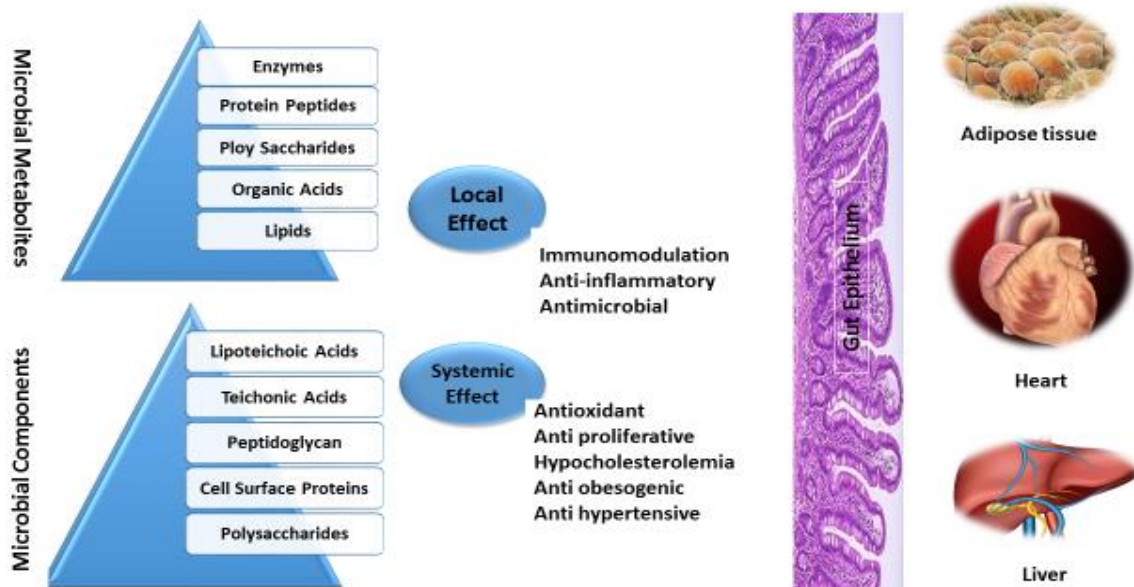 Microbial Metabolites
Enzymes
Protein Peptides
Ploy Saccharides
Organic Acids
Lipids
Local
Effect
Immunomodulation
Anti-inflammatory
Antimicrobial
Microbial Components
Lipoteichoic Acids
Teichonic Acids
Peptidoglycan
Cell Surface Proteins
Polysaccharides
Systemic
Effect
Antioxidant
Anti proliferative
Hypocholesterolemia
Anti obesogenic
Anti hypertensive
Gut Epithelium
Adipose tissue
Heart
Liver